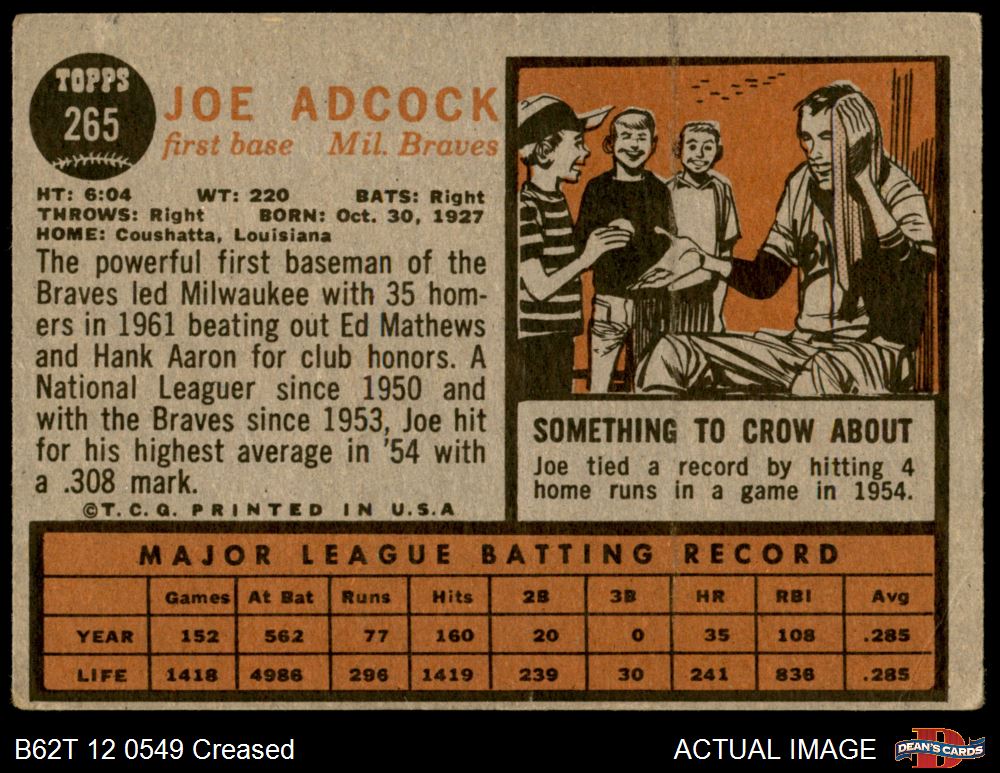 TOPPS
265
JOE ADCOCK
first base Mil. Braves
HT: 6:04 WT: 220 BATS: Right
THROWS: Right BORN: Oct. 30, 1927
HOME: Coushatta, Louisiana
The powerful first baseman of the
Braves led Milwaukee with 35 hom-
ers in 1961 beating out Ed Mathews
and Hank Aaron for club honors. A
National Leaguer since 1950 and
with the Braves since 1953, Joe hit
for his highest average in '54 with
a .308 mark.
©T.C.G. PRINTED IN U.S.A
SOMETHING TO CROW ABOUT
Joe tied a record by hitting 4
home runs in a game in 1954.
MAJOR LEAGUE BATTING RECORD
Games At Bat Runs Hits 2B 3B HR RBI Avg
YEAR 152 562 77 160 20 0 35 108 .285
LIFE 1418 4986 296 1419 239 30 241 836 .285
B62T 12 0549 Creased
ACTUAL IMAGE
DEAN'S CARDS